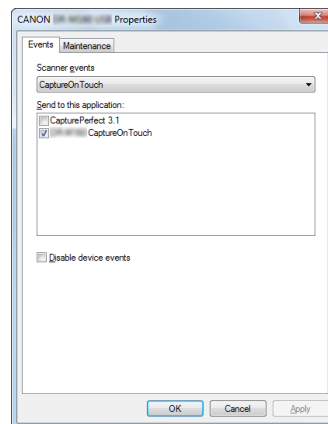 CANON Properties
Events Maintenance
Scanner events
CaptureOnTouch
Send to this application:
CapturePerfect 3.1
CaptureOnTouch
Disable device events
OK Cancel Apply